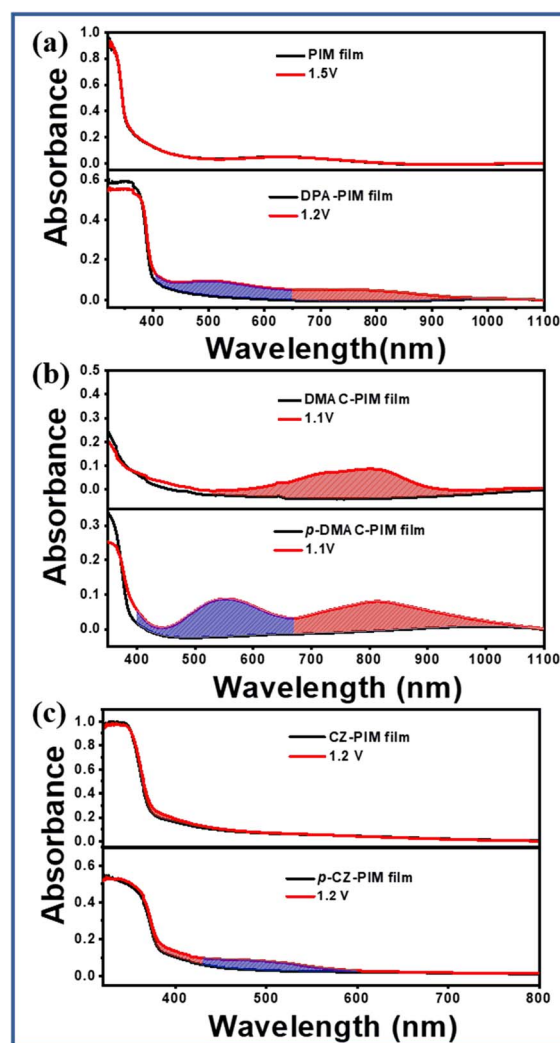 (a)
Absorbance
1.0
0.8
0.6
0.4
0.2
0.0
PIM film
1.5V
0.6
0.4
0.2
0.0
DPA-PIM film
1.2V
400 500 600 700 800 900 1000 1100
Wavelength(nm)
(b)
Absorbance
0.5
0.4
0.3
0.2
0.1
0.0
DMAC-PIM film
1.1V
0.3
0.2
0.1
0.0
p-DMAC-PIM film
1.1V
400 500 600 700 800 900 1000 1100
Wavelength (nm)
(c)
Absorbance
1.0
0.8
0.6
0.4
0.2
0.0
CZ-PIM film
1.2 V
0.6
0.4
0.2
0.0
p-CZ-PIM film
1.2 V
400 500 600 700 800
Wavelength (nm)